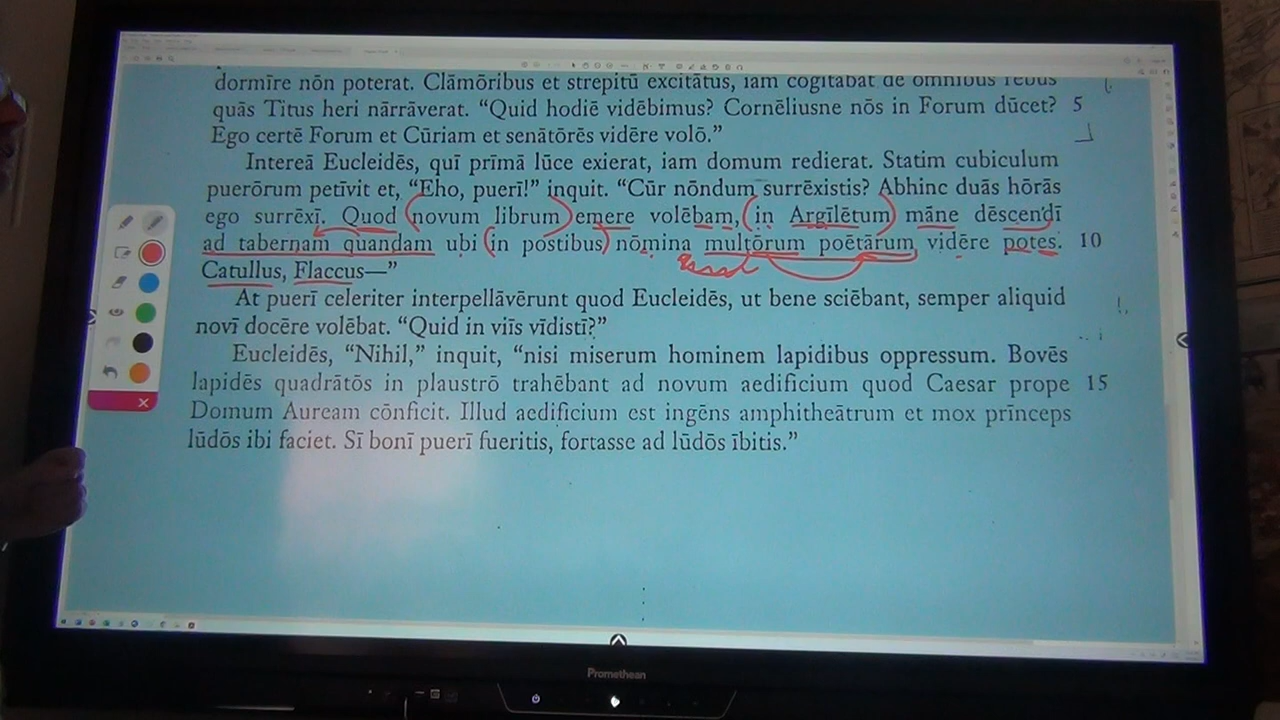 dormīre nōn poterat. Clāmōribus et strepitū excitātus, iam cōgitābat dē omnibus rēbus
quās Titus heri nārrāverat. “Quid hodiē vidēbimus? Cornēliusne nōs in Forum dūcet? 5
Ego certē Forum et Cūriam et senātōrēs vidēre volō.”
Intereā Eucleidēs, quī prīmā lūce exierat, iam domum redierat. Statim cubiculum
puerōrum petīvit et, “Eho, puerī!” inquit. “Cūr nōndum surrēxistis? Abhinc duās hōrās
ego surrēxī. Quod novum librum emere volēbam, in Argīlētum māne dēscendī
ad tabernam quandam ubi in postibus nōmina multōrum poētārum vidēre potes. 10
Catullus, Flaccus—”
At puerī celeriter interpellāvērunt quod Eucleidēs, ut bene sciēbant, semper aliquid
novī docēre volēbat. “Quid in viīs vīdistī?”
Eucleidēs, “Nihil,” inquit, “nisi miserum hominem lapidibus oppressum. Bovēs
lapidēs quadrātōs in plaustrō trahēbant ad novum aedificium quod Caesar prope 15
Domum Auream cōnficit. Illud aedificium est ingēns amphitheātrum et mox prīnceps
lūdōs ibi faciet. Sī bonī puerī fueritis, fortasse ad lūdōs ībitis.”
Promethean